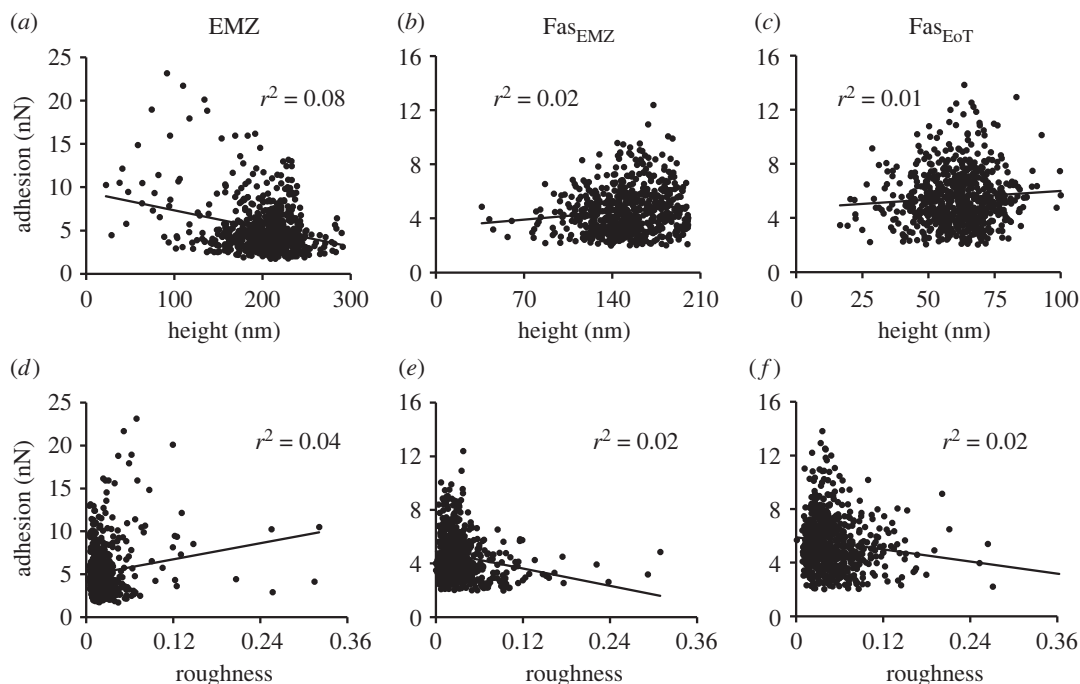 (a) EMZ
(b) Fas_EMZ
(c) Fas_EoT
25
20
15
10
5
0
adhesion (nN)
r² = 0.08
0 100 200 300
height (nm)
16
12
8
4
0
r² = 0.02
0 70 140 210
height (nm)
16
12
8
4
0
r² = 0.01
0 25 50 75 100
height (nm)
(d)
25
20
15
10
5
0
adhesion (nN)
r² = 0.04
0 0.12 0.24 0.36
roughness
(e)
16
12
8
4
0
r² = 0.02
0 0.12 0.24 0.36
roughness
(f)
16
12
8
4
0
r² = 0.02
0 0.12 0.24 0.36
roughness